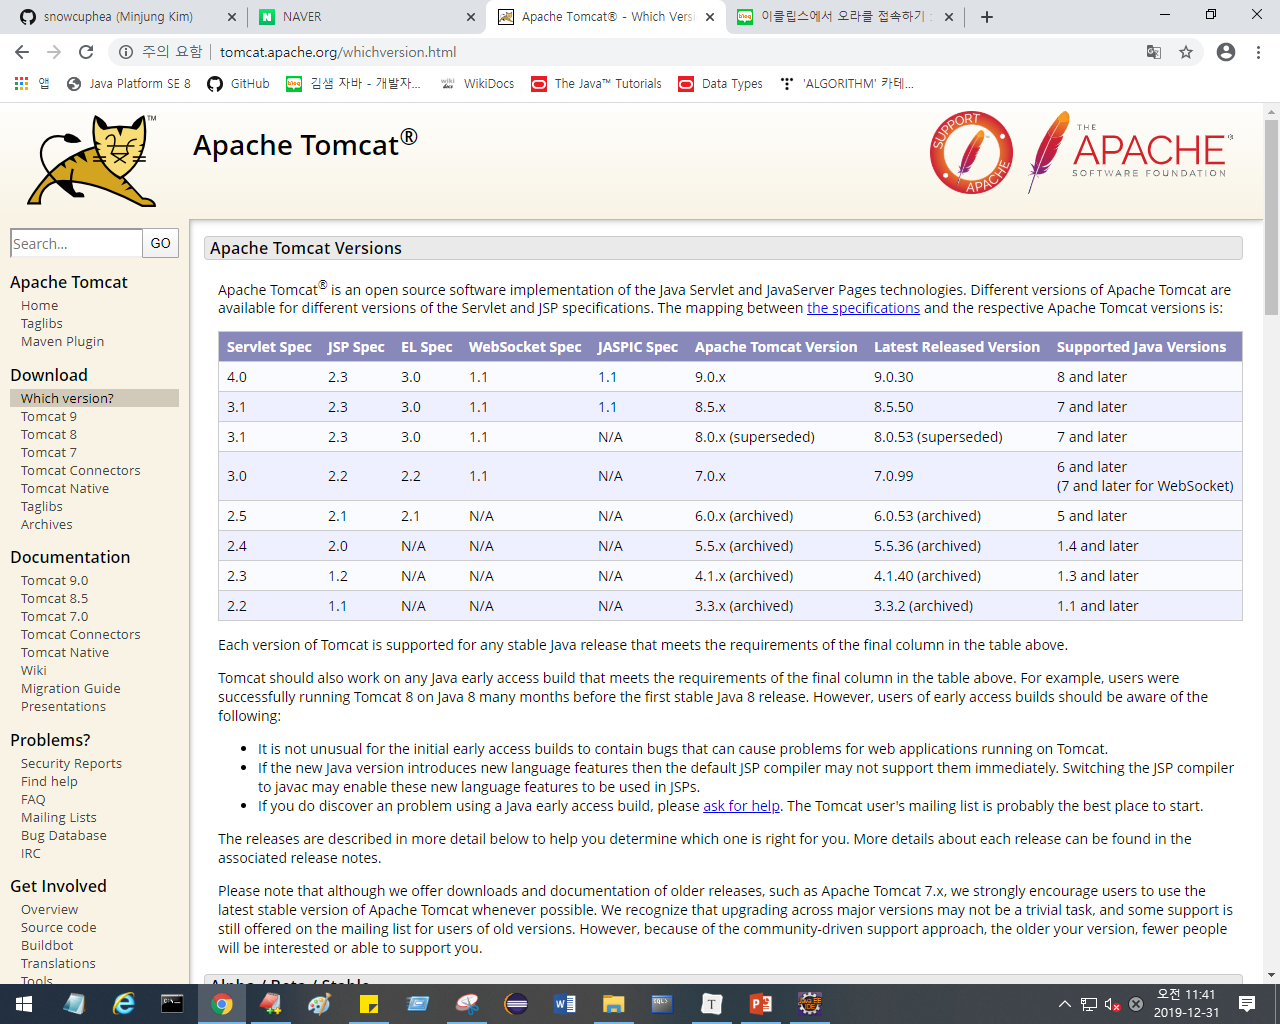 snowcuphea (Minjung Kim)
NAVER
Apache Tomcat® - Which Versi
이클립스에서 오라클 접속하기 :
주의 요함 | tomcat.apache.org/whichversion.html
앱
Java Platform SE 8
GitHub
김샘 자바 - 개발자...
WikiDocs
The Java™ Tutorials
Data Types
'ALGORITHM' 카테...
TM
Apache Tomcat®
SUPPORT APACHE
THE
APACHE®
SOFTWARE FOUNDATION
Search...
GO
Apache Tomcat
Home
Taglibs
Maven Plugin
Download
Which version?
Tomcat 9
Tomcat 8
Tomcat 7
Tomcat Connectors
Tomcat Native
Taglibs
Archives
Documentation
Tomcat 9.0
Tomcat 8.5
Tomcat 7.0
Tomcat Connectors
Tomcat Native
Wiki
Migration Guide
Presentations
Problems?
Security Reports
Find help
FAQ
Mailing Lists
Bug Database
IRC
Get Involved
Overview
Source code
Buildbot
Translations
Tools
Apache Tomcat Versions
Apache Tomcat® is an open source software implementation of the Java Servlet and JavaServer Pages technologies. Different versions of Apache Tomcat are
available for different versions of the Servlet and JSP specifications. The mapping between the specifications and the respective Apache Tomcat versions is:
Servlet Spec JSP Spec EL Spec WebSocket Spec JASPIC Spec Apache Tomcat Version Latest Released Version Supported Java Versions
4.0 2.3 3.0 1.1 1.1 9.0.x 9.0.30 8 and later
3.1 2.3 3.0 1.1 1.1 8.5.x 8.5.50 7 and later
3.1 2.3 3.0 1.1 N/A 8.0.x (superseded) 8.0.53 (superseded) 7 and later
3.0 2.2 2.2 1.1 N/A 7.0.x 7.0.99 6 and later
(7 and later for WebSocket)
2.5 2.1 2.1 N/A N/A 6.0.x (archived) 6.0.53 (archived) 5 and later
2.4 2.0 N/A N/A N/A 5.5.x (archived) 5.5.36 (archived) 1.4 and later
2.3 1.2 N/A N/A N/A 4.1.x (archived) 4.1.40 (archived) 1.3 and later
2.2 1.1 N/A N/A N/A 3.3.x (archived) 3.3.2 (archived) 1.1 and later
Each version of Tomcat is supported for any stable Java release that meets the requirements of the final column in the table above.
Tomcat should also work on any Java early access build that meets the requirements of the final column in the table above. For example, users were
successfully running Tomcat 8 on Java 8 many months before the first stable Java 8 release. However, users of early access builds should be aware of the
following:
• It is not unusual for the initial early access builds to contain bugs that can cause problems for web applications running on Tomcat.
• If the new Java version introduces new language features then the default JSP compiler may not support them immediately. Switching the JSP compiler
to javac may enable these new language features to be used in JSPs.
• If you do discover an problem using a Java early access build, please ask for help. The Tomcat user's mailing list is probably the best place to start.
The releases are described in more detail below to help you determine which one is right for you. More details about each release can be found in the
associated release notes.
Please note that although we offer downloads and documentation of older releases, such as Apache Tomcat 7.x, we strongly encourage users to use the
latest stable version of Apache Tomcat whenever possible. We recognize that upgrading across major versions may not be a trivial task, and some support is
still offered on the mailing list for users of old versions. However, because of the community-driven support approach, the older your version, fewer people
will be interested or able to support you.
Alpha / Beta / Stable
오전 11:41
2019-12-31